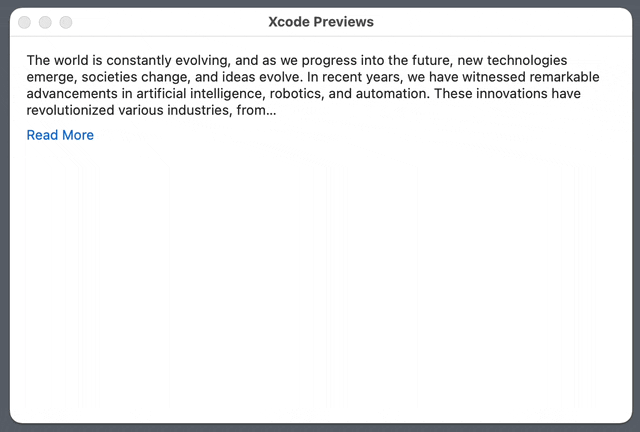 Xcode Previews
The world is constantly evolving, and as we progress into the future, new technologies
emerge, societies change, and ideas evolve. In recent years, we have witnessed remarkable
advancements in artificial intelligence, robotics, and automation. These innovations have
revolutionized various industries, from...
Read More